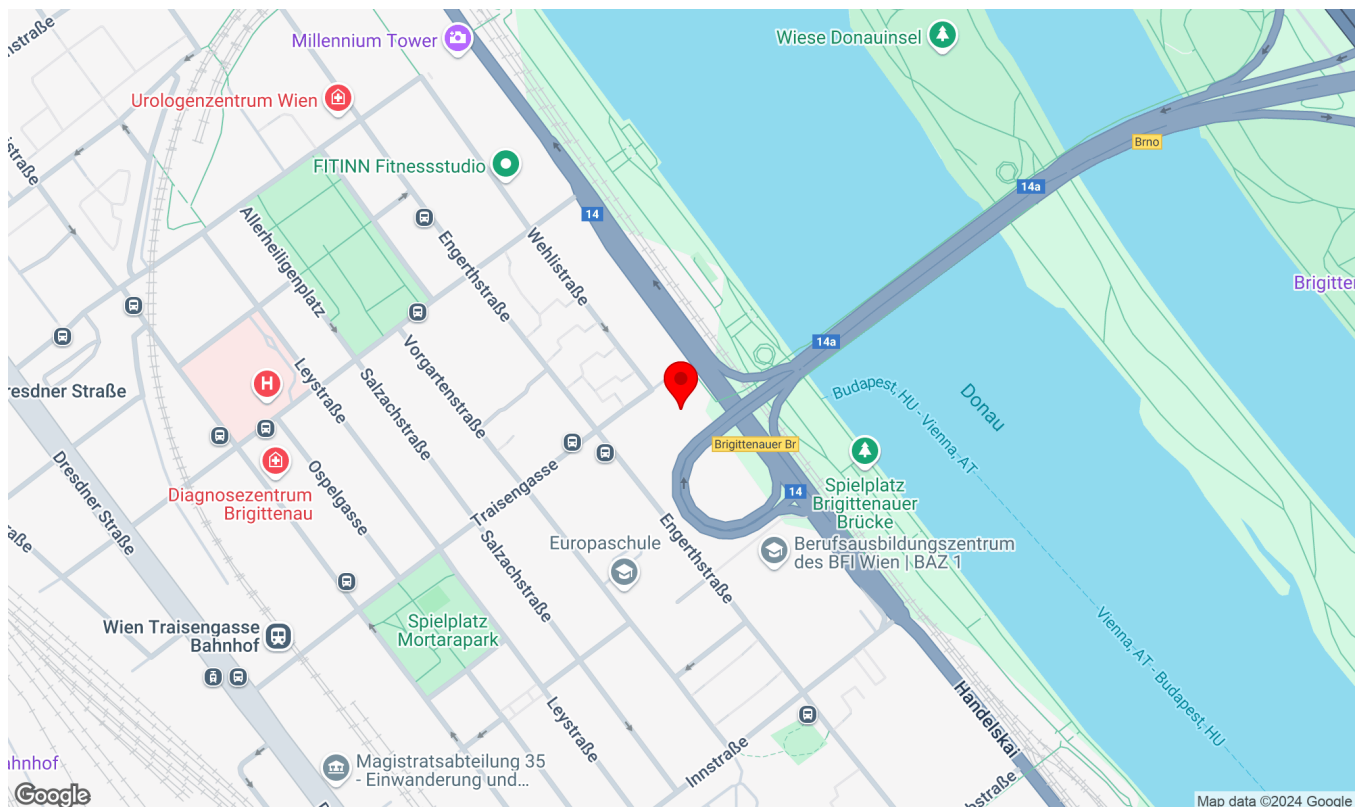 nnstraße
Millennium Tower
Wiese Donauinsel
Urologenzentrum Wien
Brno
FITINN Fitnessstudio
14a
14
Allerheiligenplatz
Engerthstraße
Wehlistraße
Brigitten
14a
Vorgartenstraße
Leystraße
Salzachstraße
H
Dresdner Straße
Budapest, HU - Vienna, AT
Donau
Brigittenauer Br
Dresdner Straße
Ospelgasse
Traisengasse
Diagnosezentrum
Brigittenau
14
Spielplatz
Brigittenauer
Brücke
Engerthstraße
Salzachstraße
Europaschule
Berufsausbildungszentrum
des BFI Wien | BAZ 1
Spielplatz
Mortarapark
Wien Traisengasse
Bahnhof
Vienna, AT - Budapest, HU
Handelskai
Leystraße
Innstraße
ahnhof
Magistratsabteilung 35
- Einwanderung und...
Google
Map data ©2024 Google